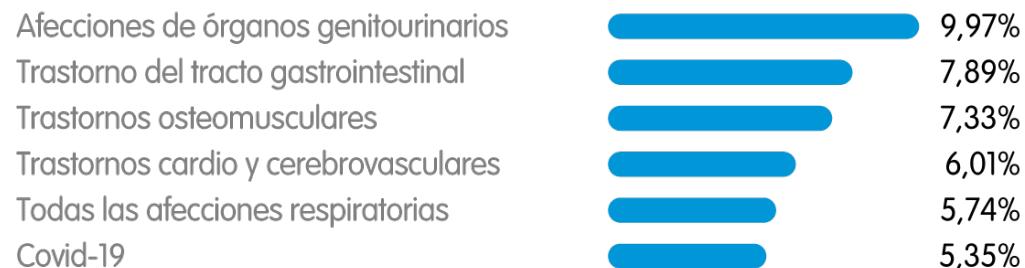 Afecciones de órganos genitourinarios 9,97%
Trastorno del tracto gastrointestinal 7,89%
Trastornos osteomusculares 7,33%
Trastornos cardio y cerebrovasculares 6,01%
Todas las afecciones respiratorias 5,74%
Covid-19 5,35%